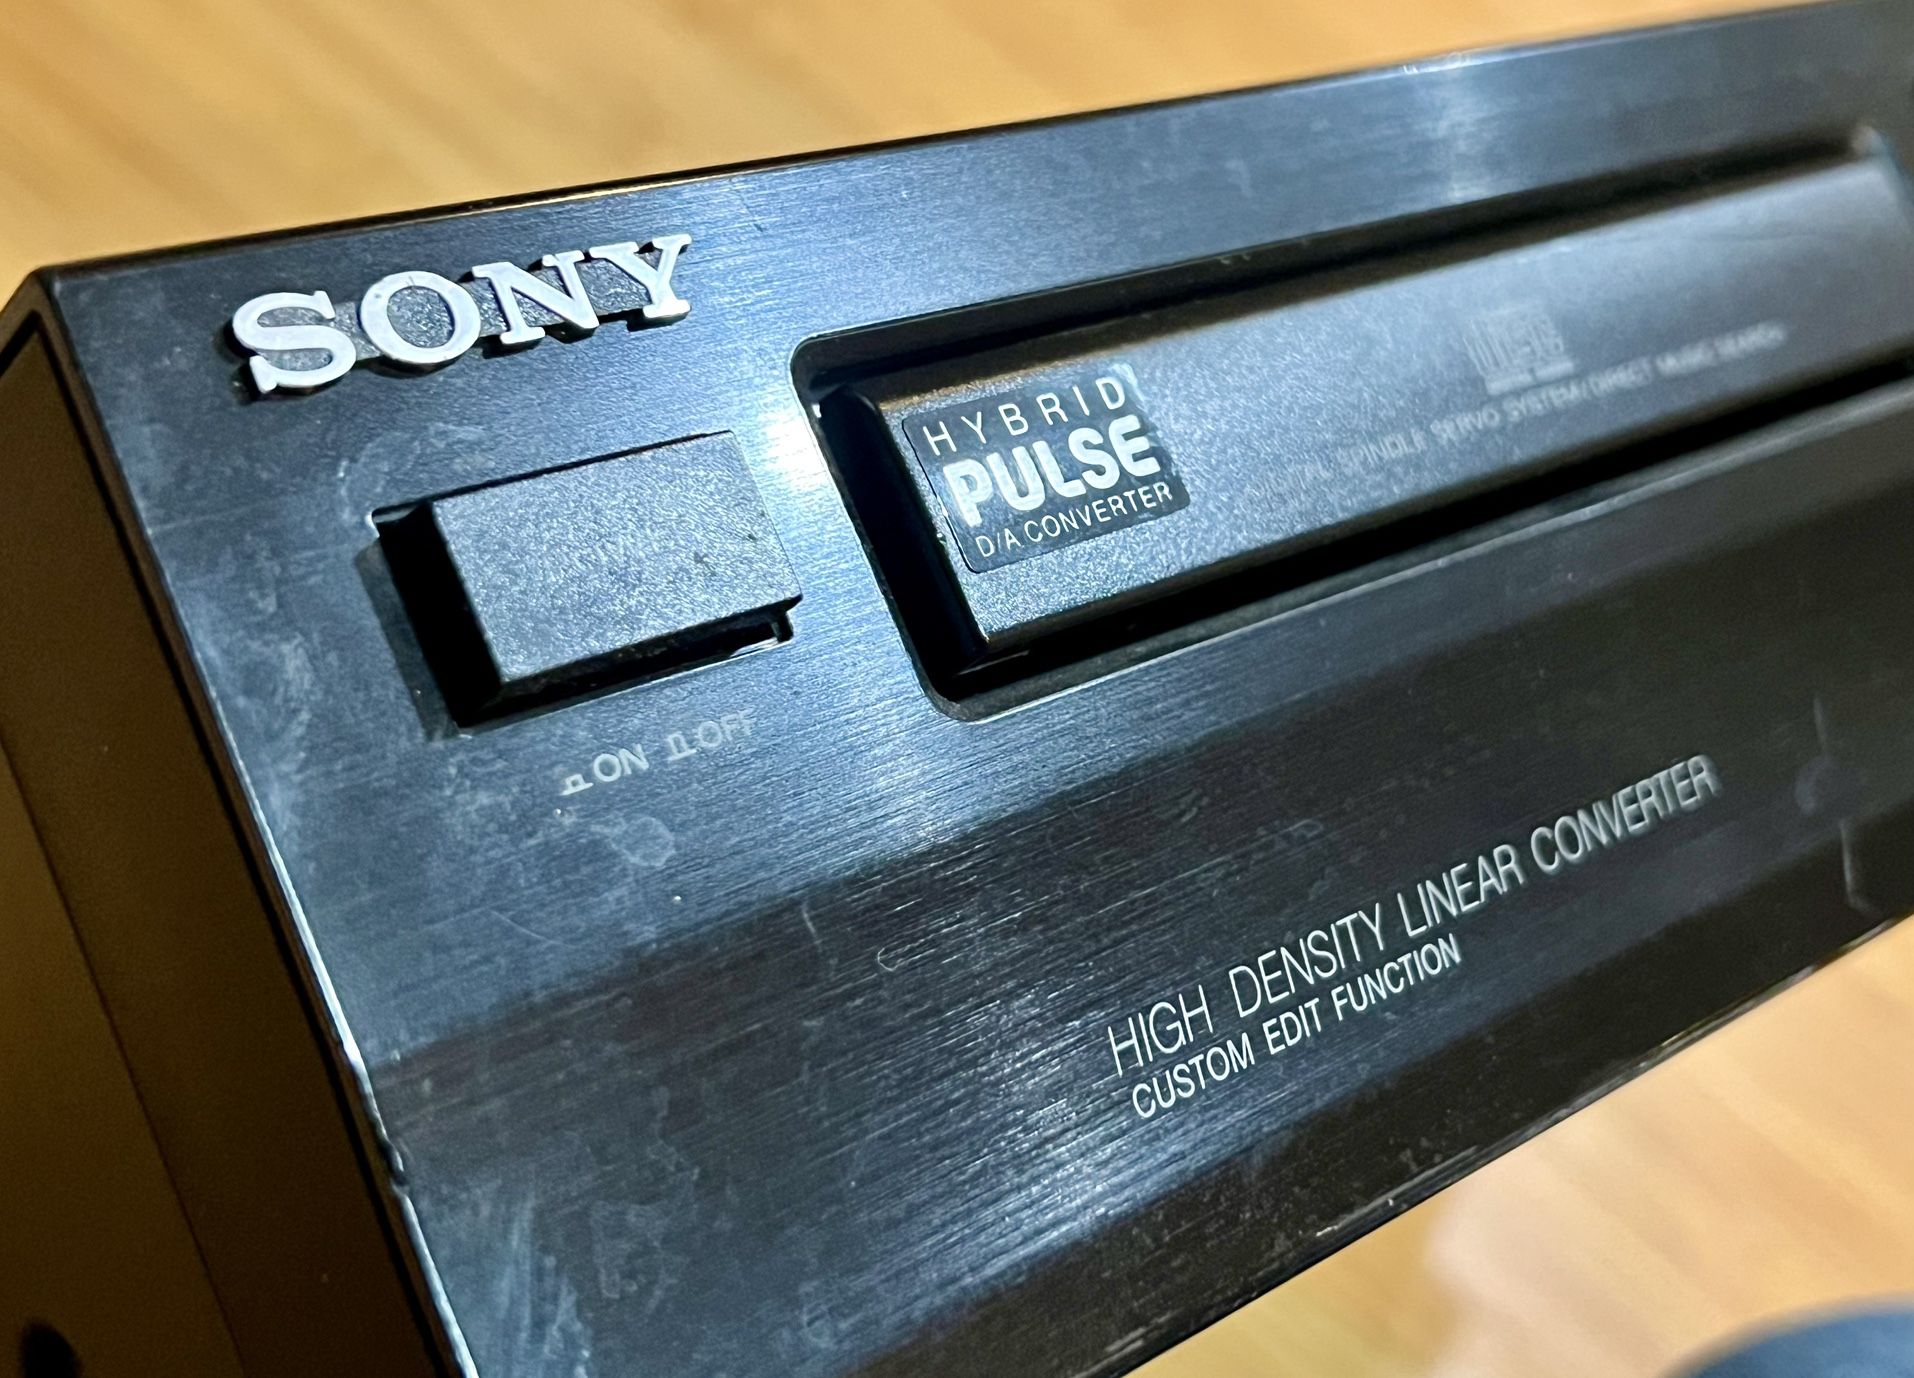 SONY
HYBRID
PULSE
D/A CONVERTER
SPINDLE SERVO SYSTEM/DIRECT MUSIC SEARCH
ON OFF
HIGH DENSITY LINEAR CONVERTER
CUSTOM EDIT FUNCTION